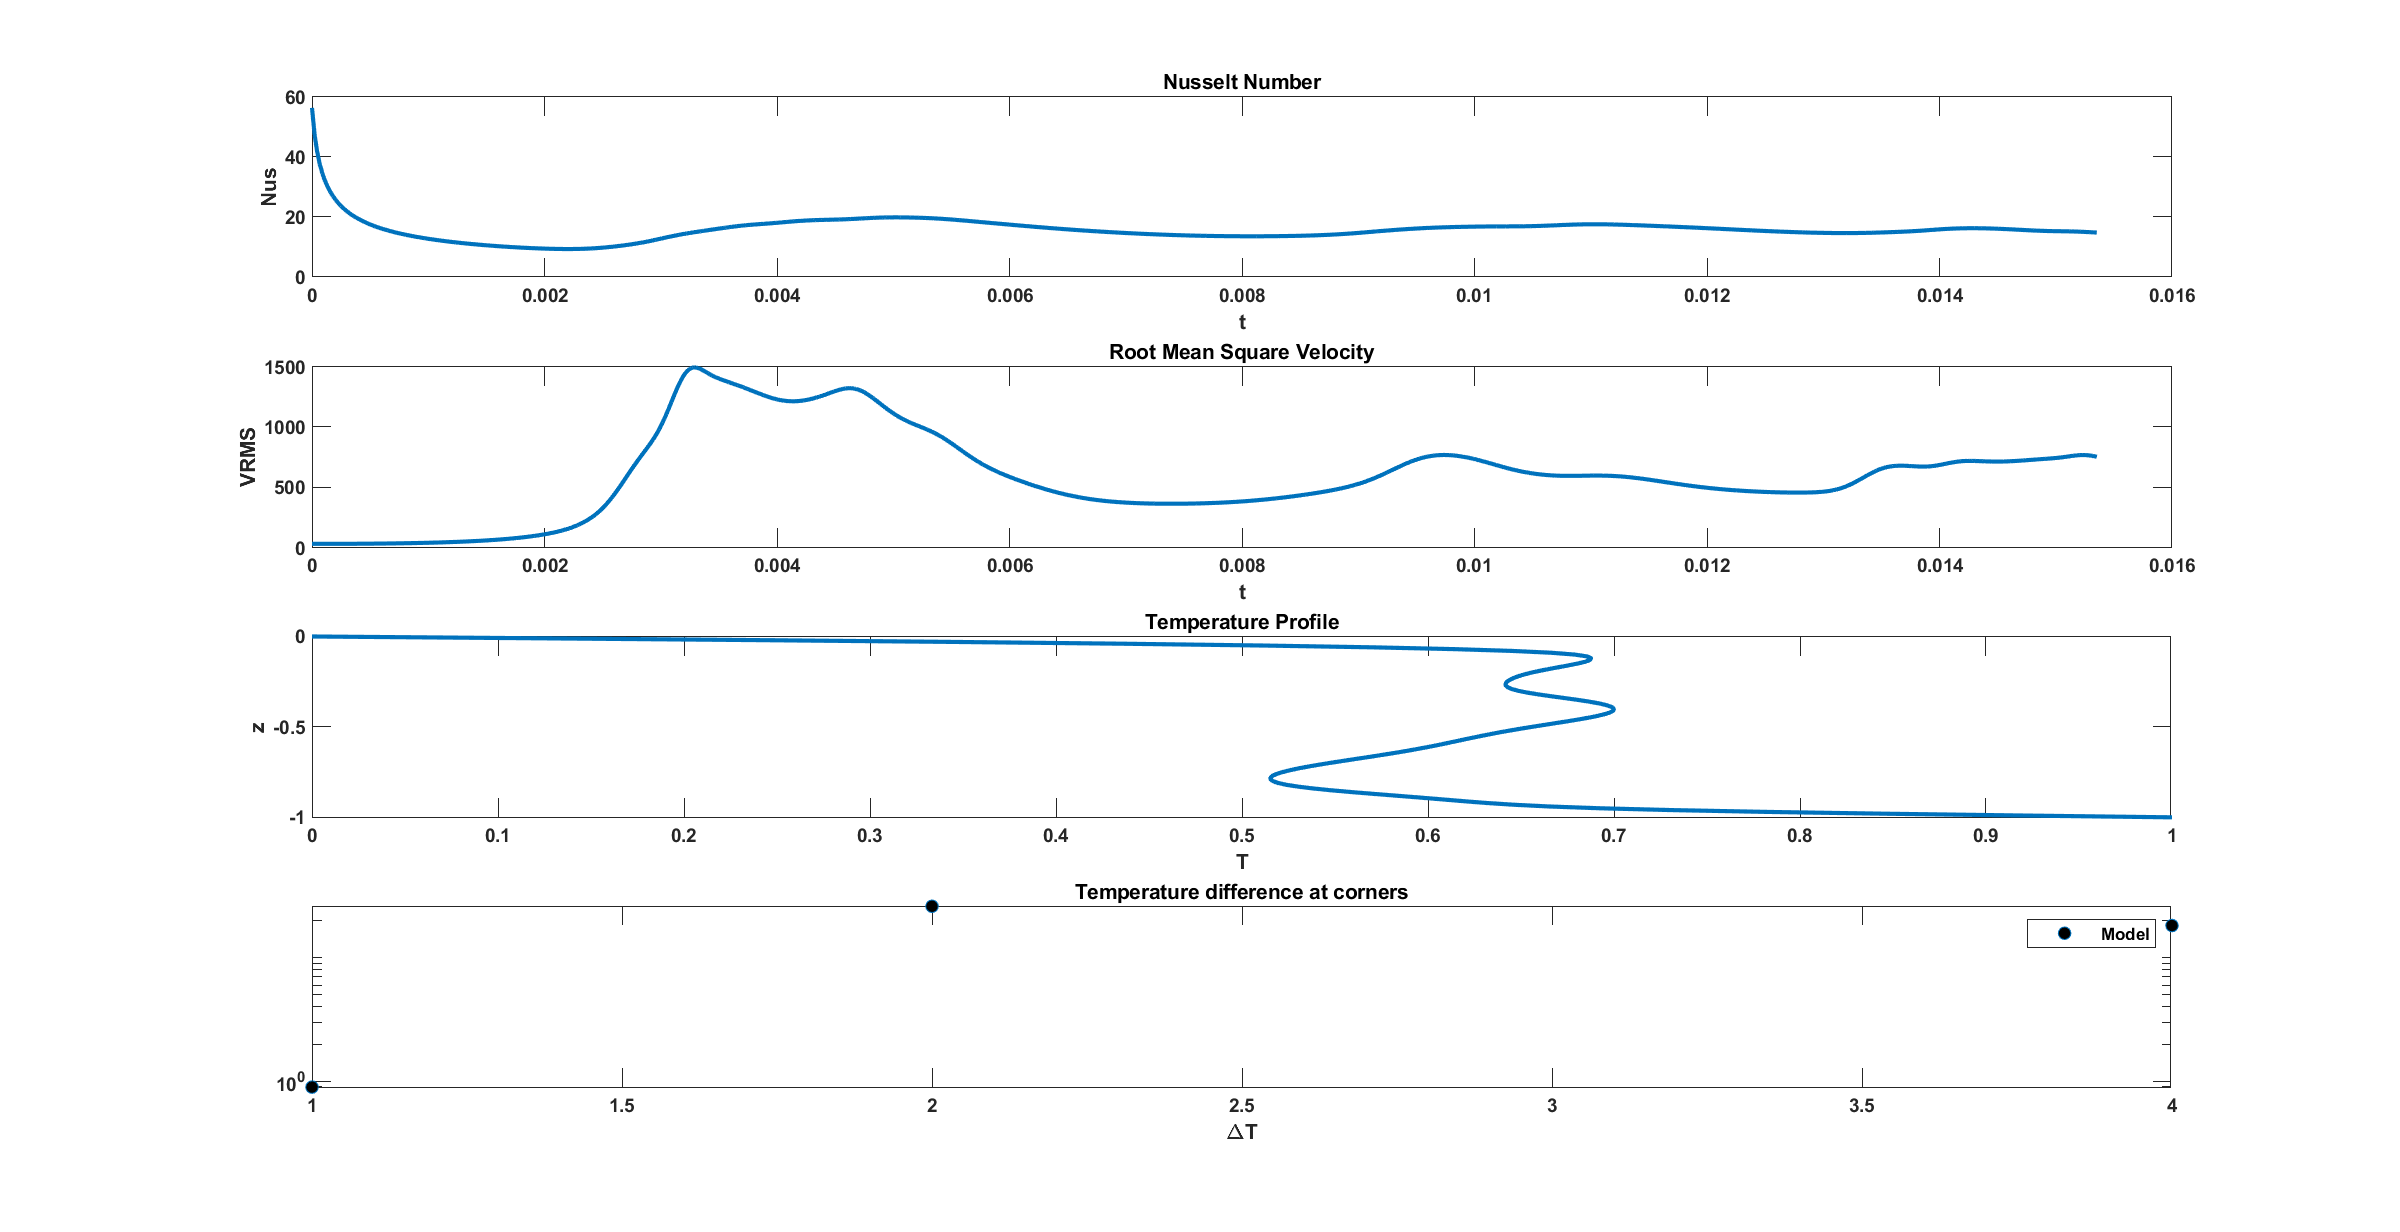 Nusselt Number
60
40
20
0
Nus
0 0.002 0.004 0.006 0.008 0.01 0.012 0.014 0.016
t
Root Mean Square Velocity
1500
1000
500
0
VRMS
0 0.002 0.004 0.006 0.008 0.01 0.012 0.014 0.016
t
Temperature Profile
0
-0.5
-1
z
0 0.1 0.2 0.3 0.4 0.5 0.6 0.7 0.8 0.9 1
T
Temperature difference at corners
Model
10⁰
1 1.5 2 2.5 3 3.5 4
ΔT